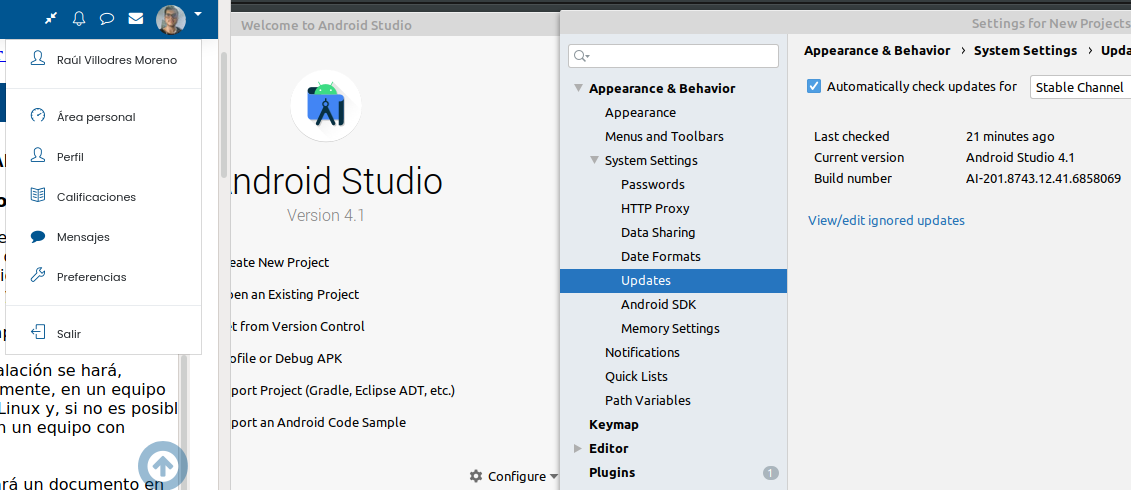 Raúl Villodres Moreno
Área personal
Perfil
Calificaciones
Mensajes
Preferencias
Salir
alación se hará,
mente, en un equipo
Linux y, si no es posibl
n un equipo con
ará un documento en
Welcome to Android Studio
Android Studio
Version 4.1
eate New Project
pen an Existing Project
t from Version Control
ofile or Debug APK
port Project (Gradle, Eclipse ADT, etc.)
port an Android Code Sample
Configure
Settings for New Projects
Appearance & Behavior
Appearance
Menus and Toolbars
System Settings
Passwords
HTTP Proxy
Data Sharing
Date Formats
Updates
Android SDK
Memory Settings
Notifications
Quick Lists
Path Variables
Keymap
Editor
Plugins 1
Appearance & Behavior › System Settings › Upda
Automatically check updates for Stable Channel
Last checked 21 minutes ago
Current version Android Studio 4.1
Build number AI-201.8743.12.41.6858069
View/edit ignored updates